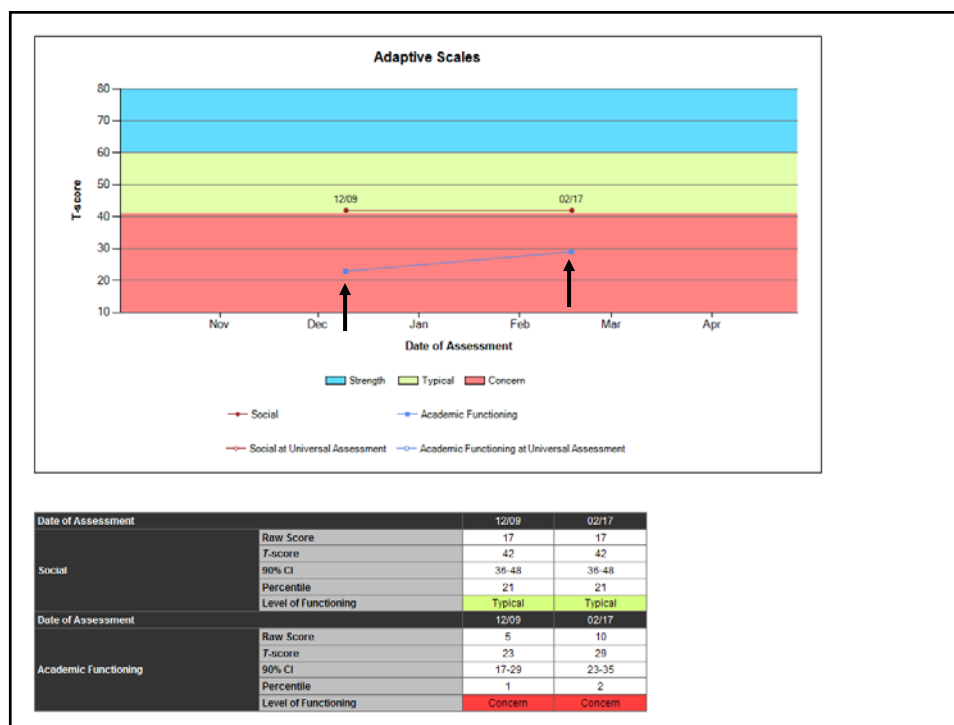 Adaptive Scales
80
70
60
50
40
30
20
10
T-score
12/09 02/17
Nov Dec Jan Feb Mar Apr
Date of Assessment
Strength Typical Concern
Social Academic Functioning
Social at Universal Assessment Academic Functioning at Universal Assessment
Date of Assessment 12/09 02/17
Social
Raw Score 17 17
T-score 42 42
90% CI 36-48 36-48
Percentile 21 21
Level of Functioning Typical Typical
Date of Assessment 12/09 02/17
Academic Functioning
Raw Score 5 10
T-score 23 29
90% CI 17-29 23-35
Percentile 1 2
Level of Functioning Concern Concern